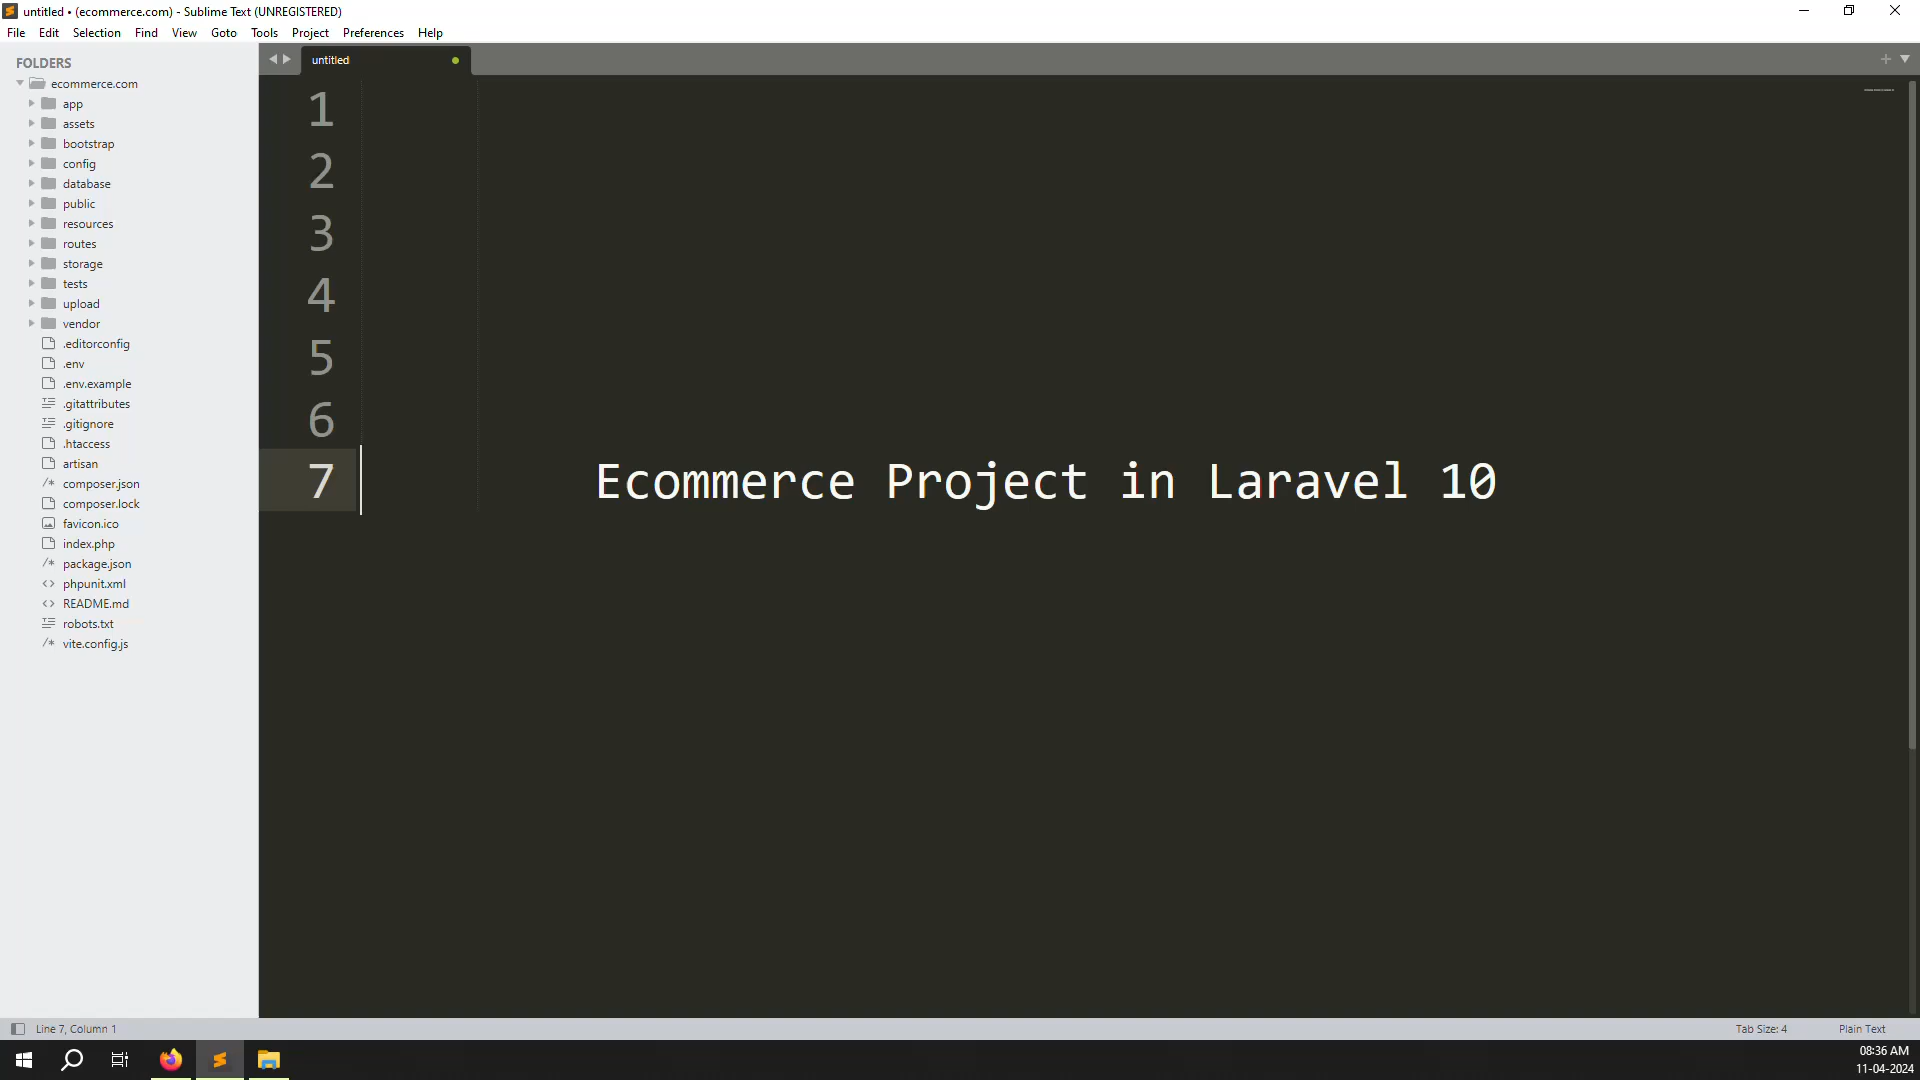 untitled • (ecommerce.com) - Sublime Text (UNREGISTERED)
File Edit Selection Find View Goto Tools Project Preferences Help
FOLDERS
ecommerce.com
app
assets
bootstrap
config
database
public
resources
routes
storage
tests
upload
vendor
.editorconfig
.env
.env.example
.gitattributes
.gitignore
.htaccess
artisan
composer.json
composer.lock
favicon.ico
index.php
package.json
phpunit.xml
README.md
robots.txt
vite.config.js
untitled
1
2
3
4
5
6
7 Ecommerce Project in Laravel 10
Line 7, Column 1 Tab Size: 4 Plain Text
08:36 AM
11-04-2024